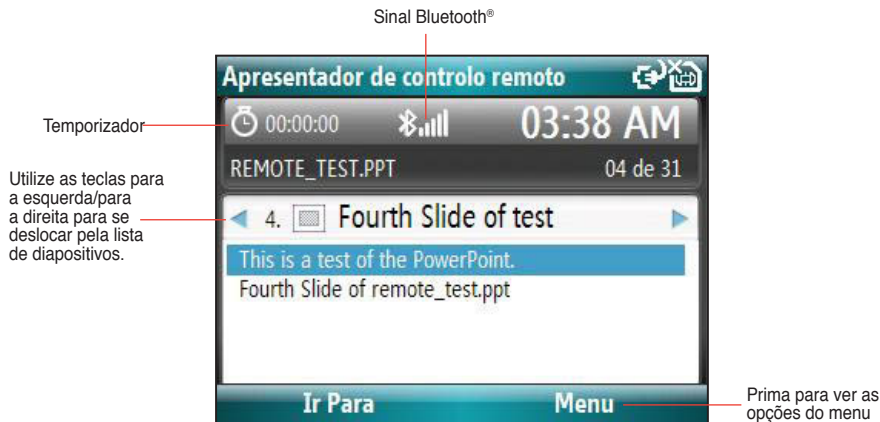 Sinal Bluetooth®
Apresentador de controlo remoto
Temporizador
00:00:00
03:38 AM
REMOTE_TEST.PPT
04 de 31
Utilize as teclas para
a esquerda/para
a direita para se
deslocar pela lista
de diapositivos.
4. Fourth Slide of test
This is a test of the PowerPoint.
Fourth Slide of remote_test.ppt
Ir Para
Menu
Prima para ver as
opções do menu